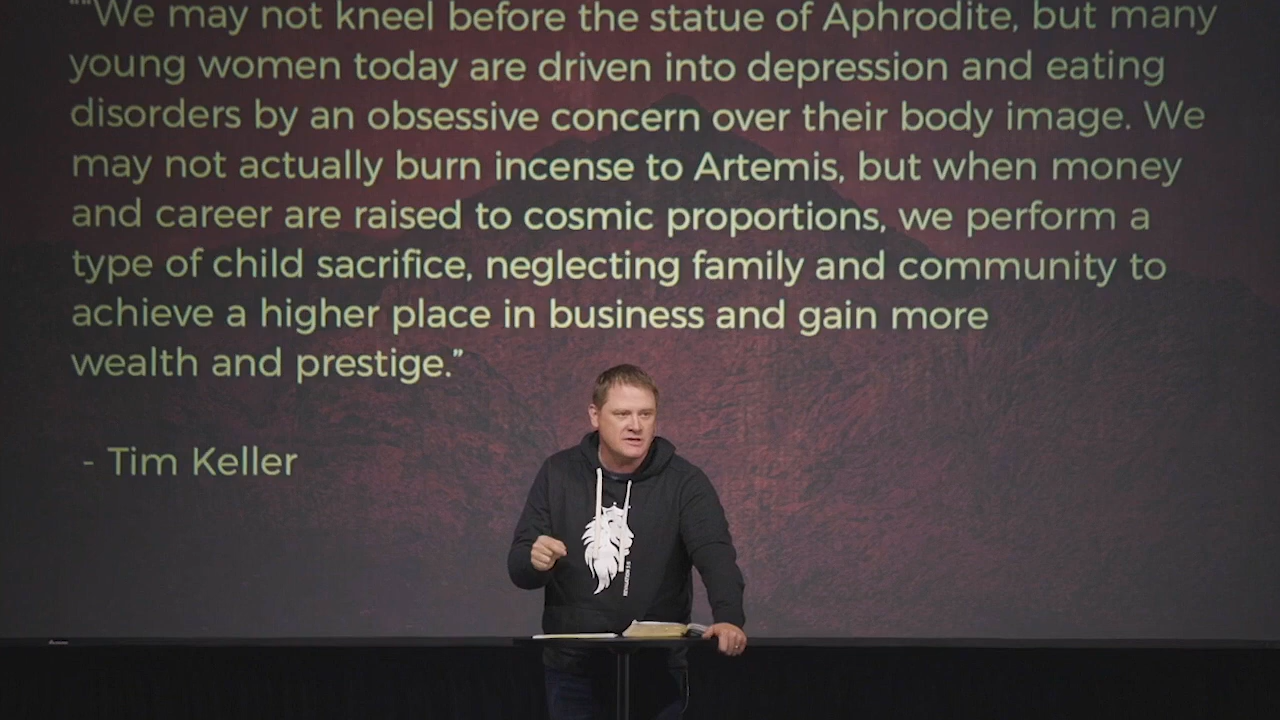 ""We may not kneel before the statue of Aphrodite, but many
young women today are driven into depression and eating
disorders by an obsessive concern over their body image. We
may not actually burn incense to Artemis, but when money
and career are raised to cosmic proportions, we perform a
type of child sacrifice, neglecting family and community to
achieve a higher place in business and gain more
wealth and prestige.”
- Tim Keller